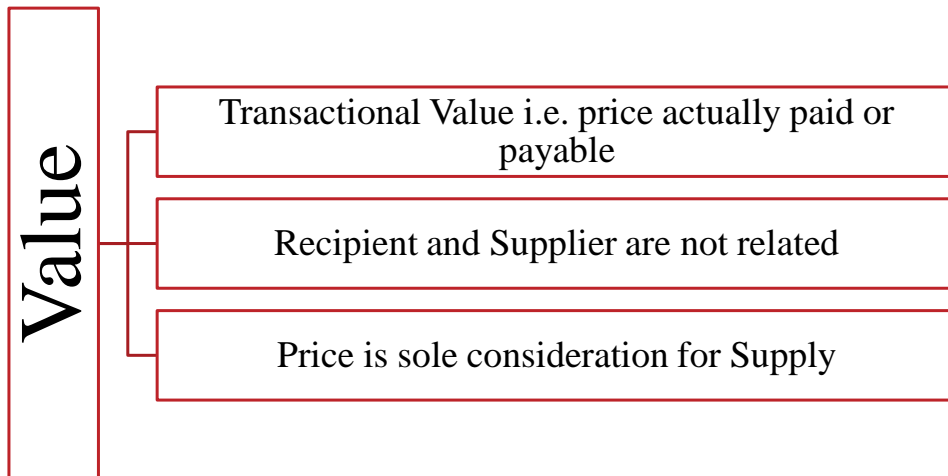 Value
Transactional Value i.e. price actually paid or
payable
Recipient and Supplier are not related
Price is sole consideration for Supply